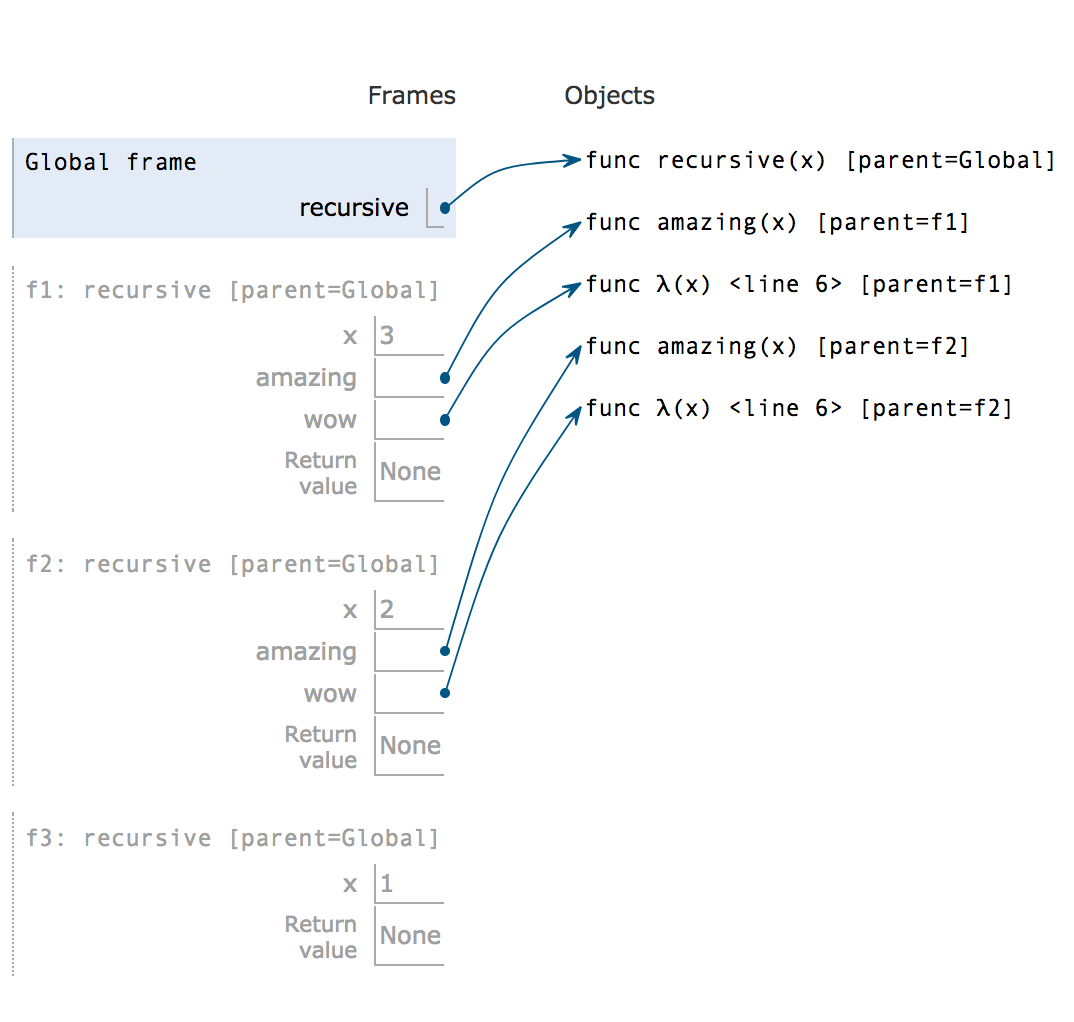 Frames Objects
Global frame
recursive
func recursive(x) [parent=Global]
func amazing(x) [parent=f1]
func λ(x) <line 6> [parent=f1]
func amazing(x) [parent=f2]
func λ(x) <line 6> [parent=f2]
f1: recursive [parent=Global]
x 3
amazing
wow
Return
value None
f2: recursive [parent=Global]
x 2
amazing
wow
Return
value None
f3: recursive [parent=Global]
x 1
Return
value None